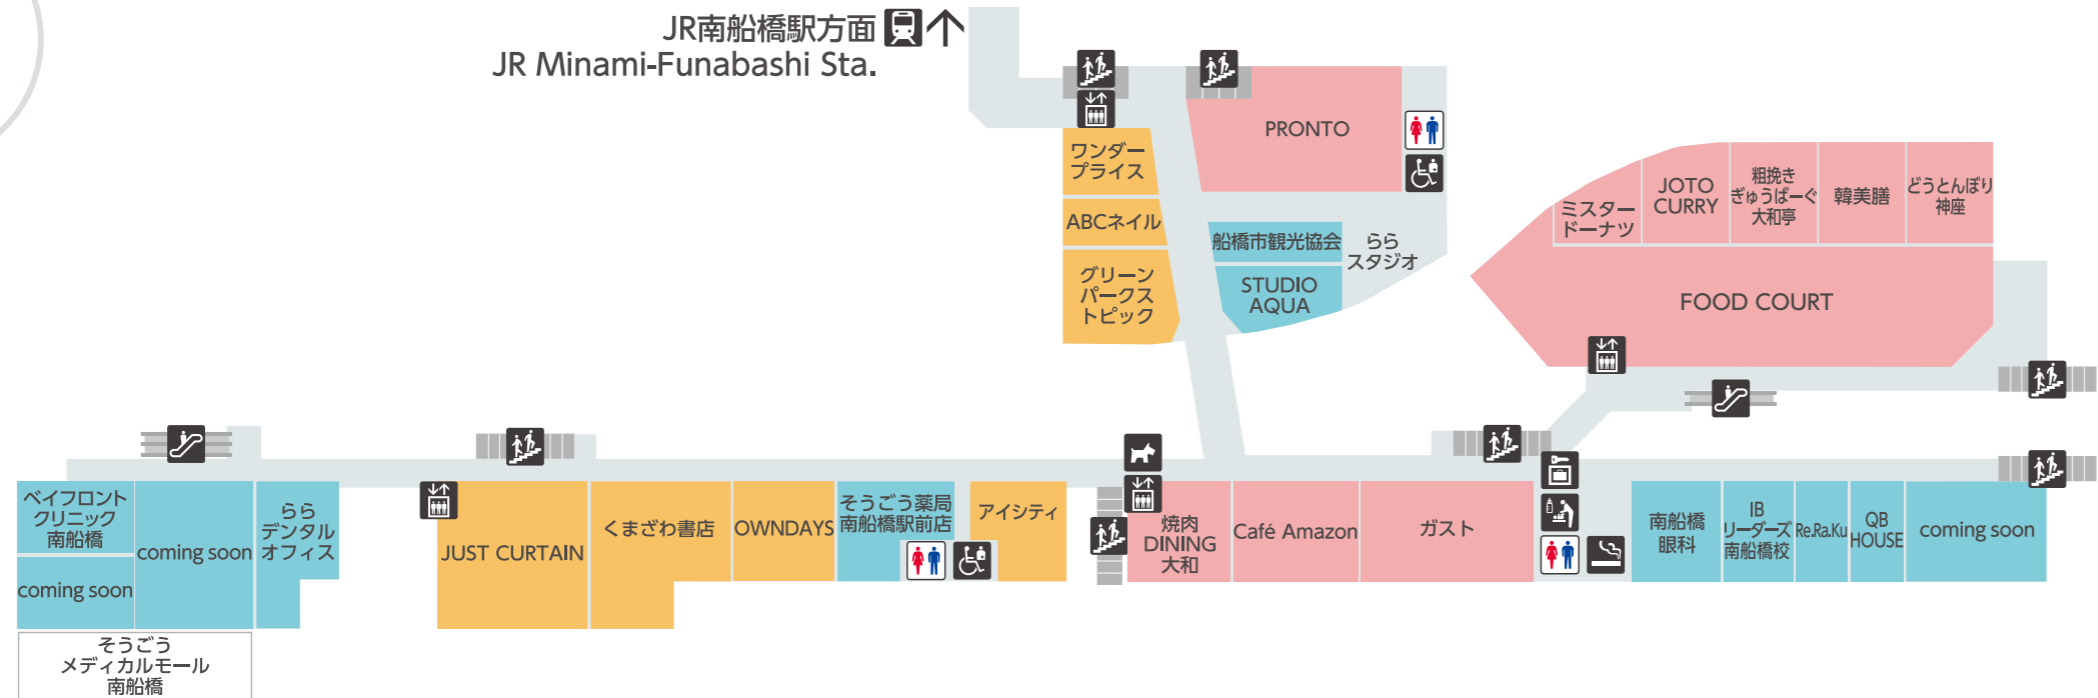 JR南船橋駅方面
JR Minami-Funabashi Sta.
PRONTO
ワンダー
プライス
ABCネイル
グリーン
パークス
トピック
船橋市観光協会
STUDIO
AQUA
らら
スタジオ
ミスター
ドーナツ
JOTO
CURRY
粗挽き
ぎゅうばーぐ
大和亭
韓美膳
どうとんぼり
神座
FOOD COURT
ベイフロント
クリニック
南船橋
coming soon
coming soon
らら
デンタル
オフィス
そうごう
メディカルモール
南船橋
JUST CURTAIN
くまざわ書店
OWNDAYS
そうごう薬局
南船橋駅前店
アイシティ
焼肉
DINING
大和
Café Amazon
ガスト
南船橋
眼科
IB
リーダーズ
南船橋校
Re.Ra.Ku
QB
HOUSE
coming soon